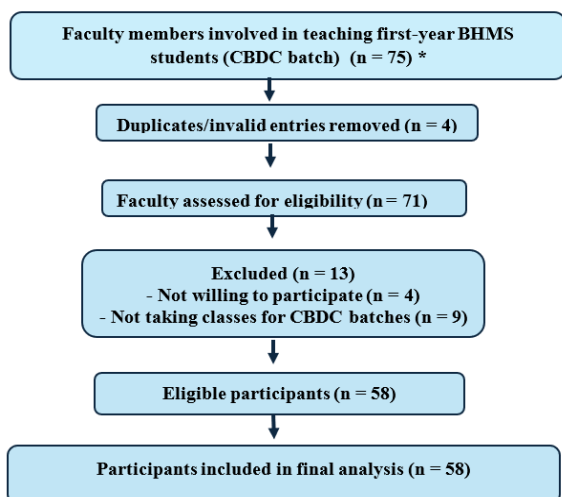 Faculty members involved in teaching first-year BHMS
students (CBDC batch) (n = 75) *
Duplicates/invalid entries removed (n = 4)
Faculty assessed for eligibility (n = 71)
Excluded (n = 13)
- Not willing to participate (n = 4)
- Not taking classes for CBDC batches (n = 9)
Eligible participants (n = 58)
Participants included in final analysis (n = 58)